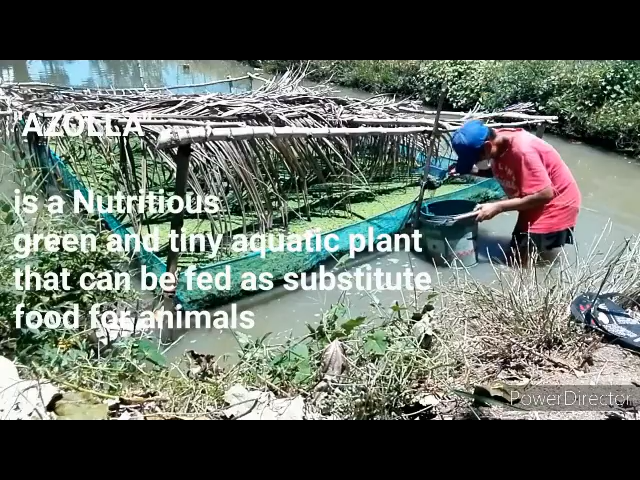 "AZOLLA"
is a Nutritious
green and tiny aquatic plant
that can be fed as substitute
food for animals
PowerDirector